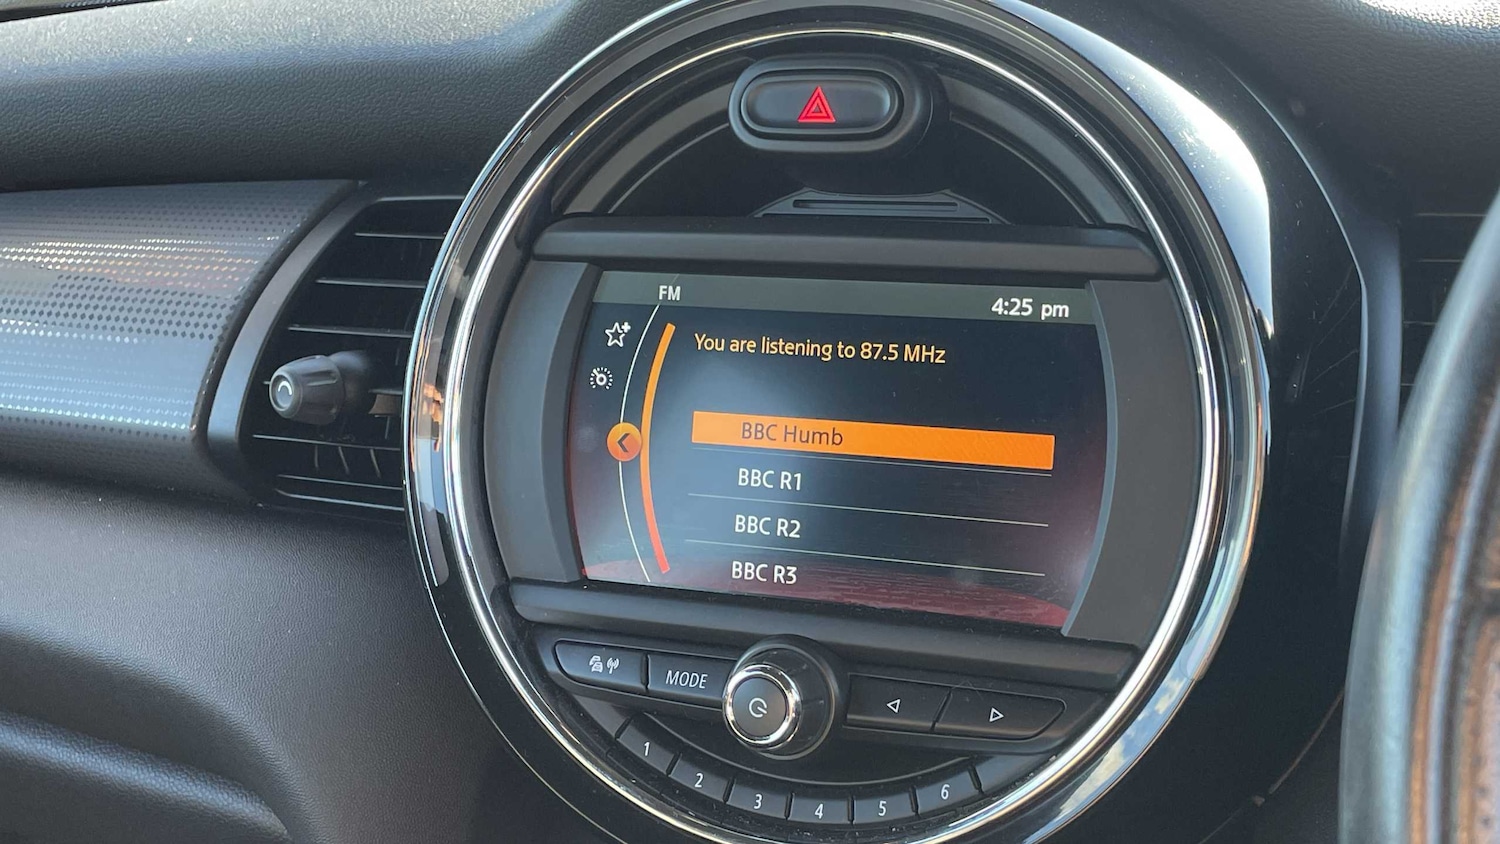 FM
4:25 pm
You are listening to 87.5 MHz
BBC Humb
BBC R1
BBC R2
BBC R3
MODE
1
2
3
4
5
6